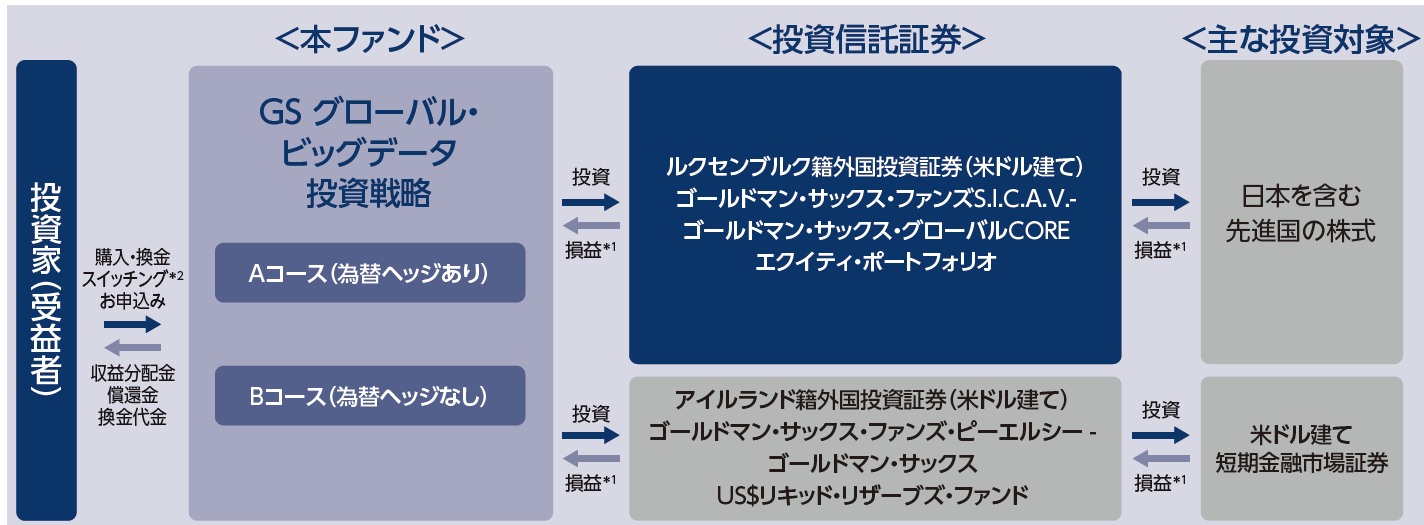 <本ファンド>
<投資信託証券>
<主な投資対象>
投資家(受益者)
購入・換金
スイッチング*2
お申込み
収益分配金
償還金
換金代金
GS グローバル・
ビッグデータ
投資戦略
Aコース(為替ヘッジあり)
Bコース(為替ヘッジなし)
投資
損益*1
ルクセンブルク籍外国投資証券(米ドル建て)
ゴールドマン・サックス・ファンズS.I.C.A.V.-
ゴールドマン・サックス・グローバルCORE
エクイティ・ポートフォリオ
投資
損益*1
日本を含む
先進国の株式
投資
損益*1
アイルランド籍外国投資証券(米ドル建て)
ゴールドマン・サックス・ファンズ・ピーエルシー -
ゴールドマン・サックス
US$リキッド・リザーブズ・ファンド
投資
損益*1
米ドル建て
短期金融市場証券